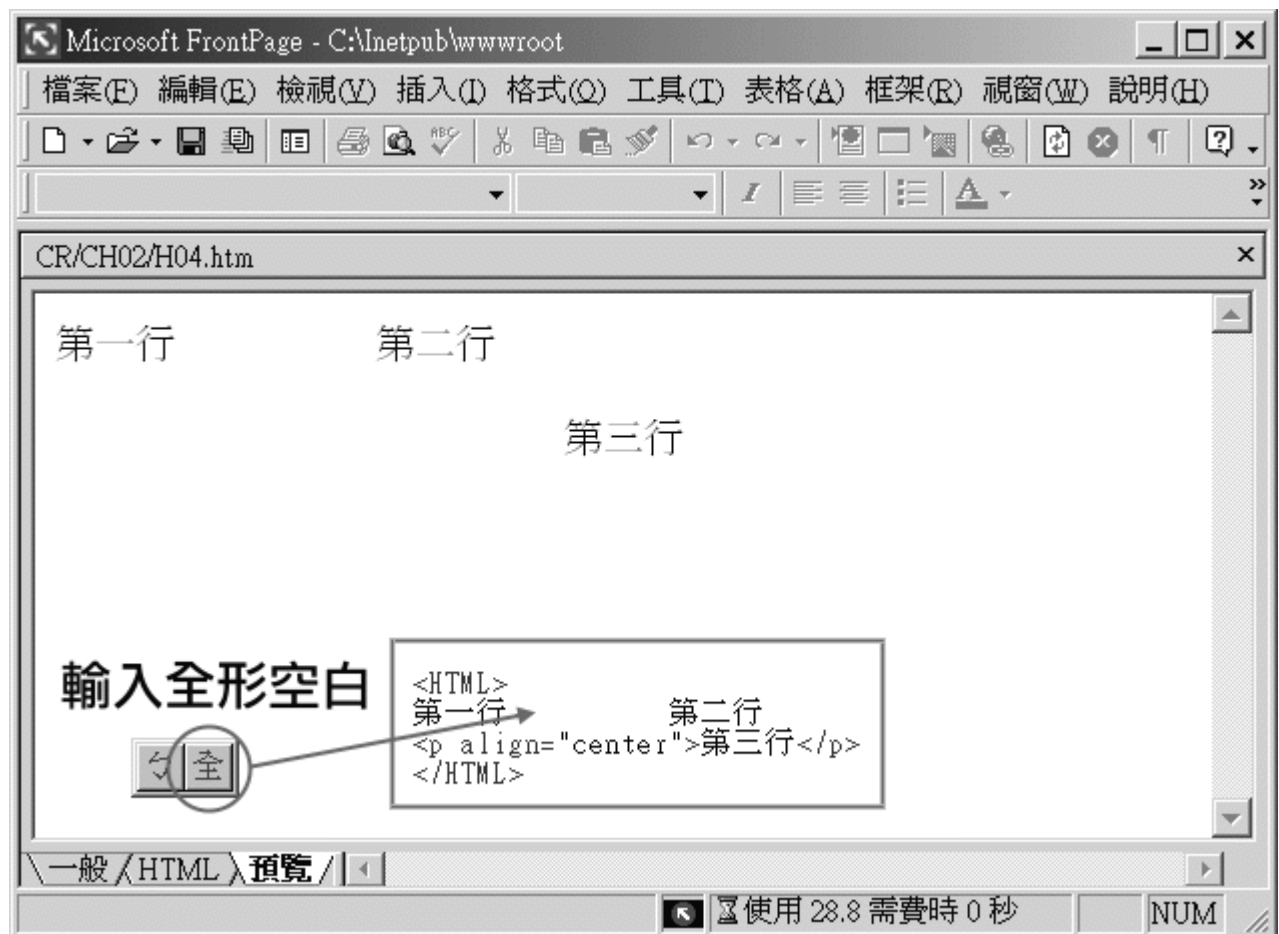 Microsoft FrontPage - C:\Inetpub\wwwroot
檔案(F) 編輯(E) 檢視(V) 插入(I) 格式(O) 工具(T) 表格(A) 框架(R) 視窗(W) 說明(H)
ABC
I A
CR/CH02/H04.htm
第一行 第二行
第三行
輸入全形空白
ㄅ 全
<HTML>
第一行 第二行
<p align="center">第三行</p>
</HTML>
一般 HTML 預覽
使用 28.8 需費時 0 秒 NUM